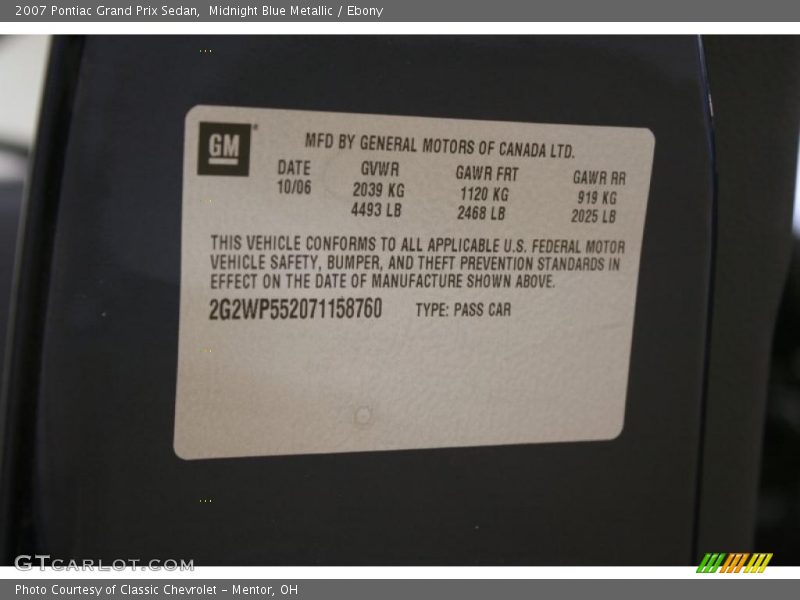 2007 Pontiac Grand Prix Sedan,  Midnight Blue Metallic / Ebony
GM
MFD BY GENERAL MOTORS OF CANADA LTD.
DATE GVWR GAWR FRT GAWR RR
10/06 2039 KG 1120 KG 919 KG
4493 LB 2468 LB 2025 LB
THIS VEHICLE CONFORMS TO ALL APPLICABLE U.S. FEDERAL MOTOR
VEHICLE SAFETY, BUMPER, AND THEFT PREVENTION STANDARDS IN
EFFECT ON THE DATE OF MANUFACTURE SHOWN ABOVE.
2G2WP552071158760 TYPE: PASS CAR
GTCARLOT.COM
Photo Courtesy of Classic Chevrolet - Mentor, OH